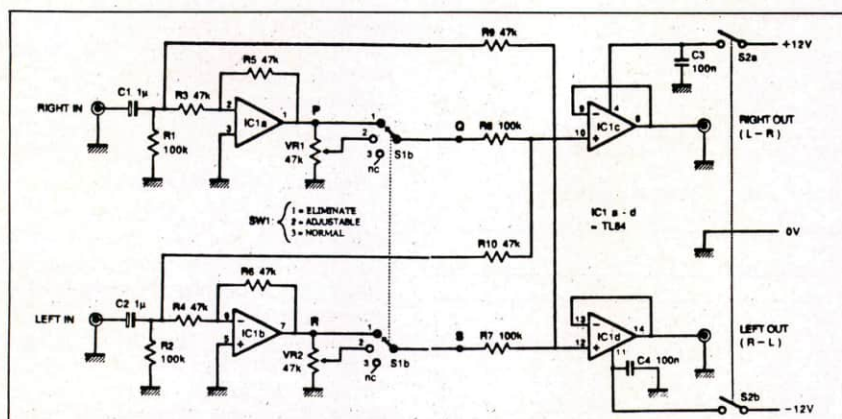 R9 47k
R5 47k
C1 1µ
R3 47k
RIGHT IN
2
1
P
3
IC1a
R1
100k
VR1
47k
1
2
3
nc
S1b
Q
R8 100k
9
4
8
10
IC1c
C3
100n
S2a
+12V
RIGHT OUT
(L-R)
SW1:
1 = ELIMINATE
2 = ADJUSTABLE
3 = NORMAL
IC1 a - d
= TL84
0V
R10 47k
R6 47k
C2 1µ
R4 47k
LEFT IN
6
7
R
5
IC1b
R2
100k
VR2
47k
1
2
3
nc
S1b
S
R7 100k
13
14
12
IC1d
11
C4 100n
LEFT OUT
(R-L)
S2b
-12V